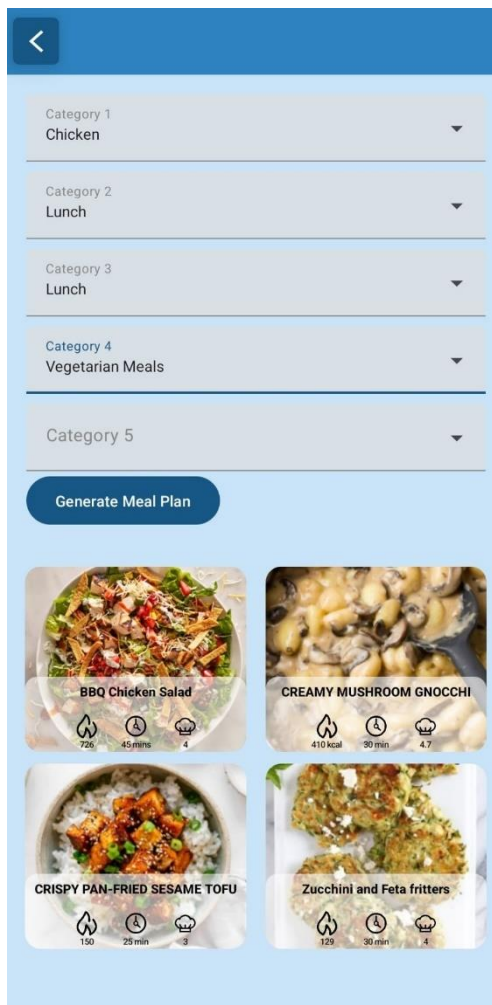 Category 1
Chicken
Category 2
Lunch
Category 3
Lunch
Category 4
Vegetarian Meals
Category 5
Generate Meal Plan
BBQ Chicken Salad
726 45 mins 4
CREAMY MUSHROOM GNOCCHI
410 kcal 30 min 4.7
CRISPY PAN-FRIED SESAME TOFU
150 25 min 3
Zucchini and Feta fritters
129 30 min 4